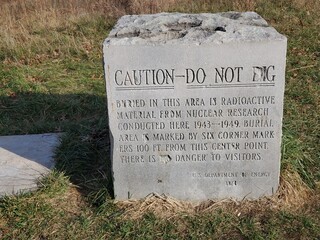 CAUTION—DO NOT DIG
BURIED IN THIS AREA IS RADIOACTIVE
MATERIAL FROM NUCLEAR RESEARCH
CONDUCTED HERE 1943–1949. BURIAL
AREA IS MARKED BY SIX CORNER MARK
ERS 100 FT. FROM THIS CENTER POINT
THERE IS NO DANGER TO VISITORS.
U.S. DEPARTMENT OF ENERGY